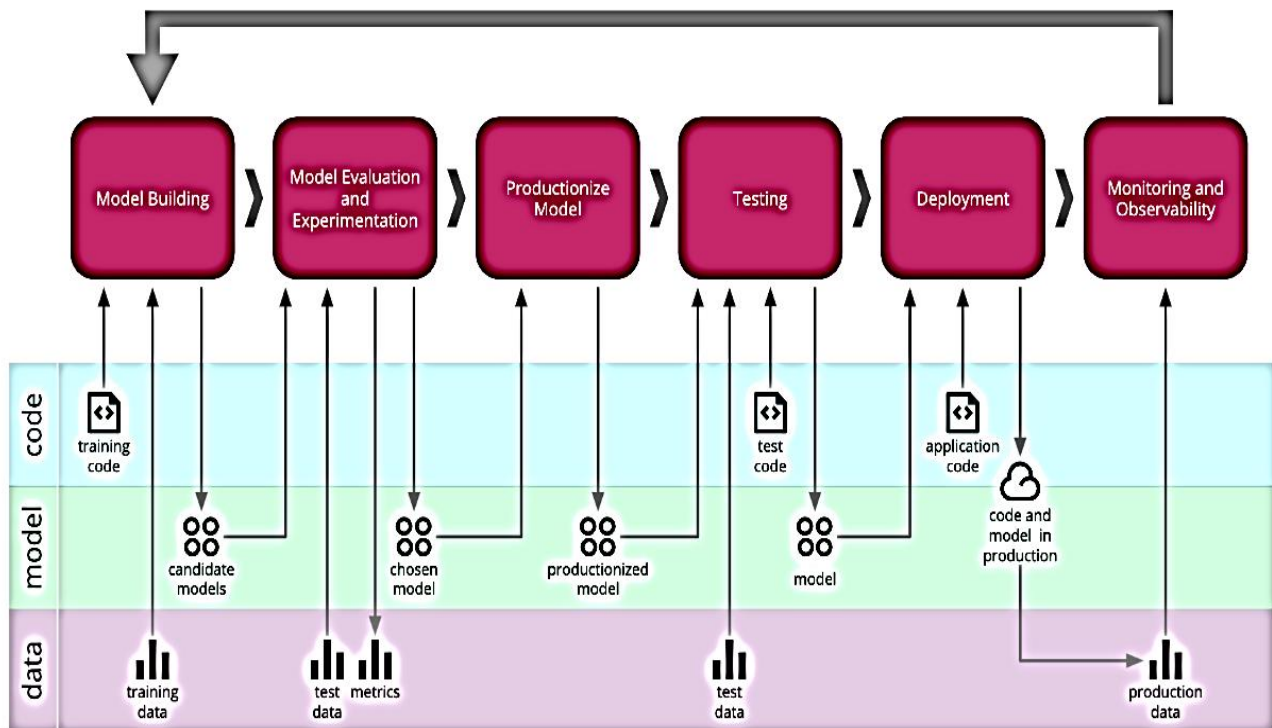 Model Building
Model Evaluation
and
Experimentation
Productionize
Model
Testing
Deployment
Monitoring and
Observability
code
training
code
test
code
application
code
model
candidate
models
chosen
model
productionized
model
model
code and
model in
production
data
training
data
test
data
metrics
test
data
production
data